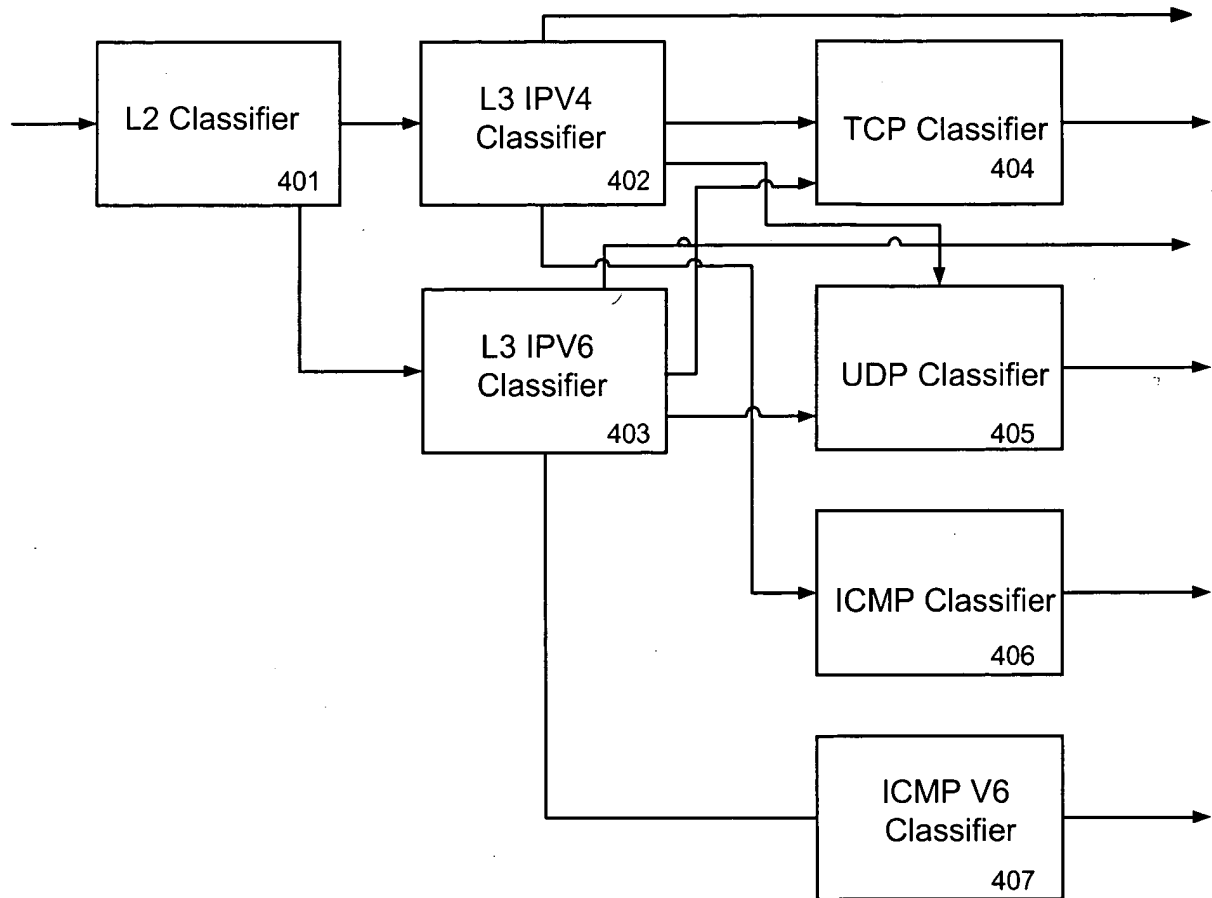 L2 Classifier
401
L3 IPV4
Classifier
402
TCP Classifier
404
L3 IPV6
Classifier
403
UDP Classifier
405
ICMP Classifier
406
ICMP V6
Classifier
407